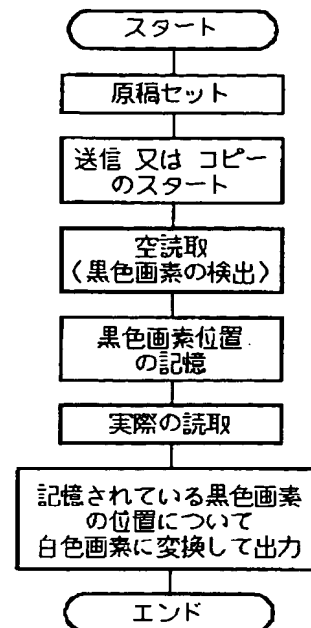 スタート
原稿セット
送信 又は コピー
のスタート
空読取
〈黒色画素の検出〉
黒色画素位置
の記憶
実際の読取
記憶されている黒色画素
の位置について
白色画素に変換して出力
エンド